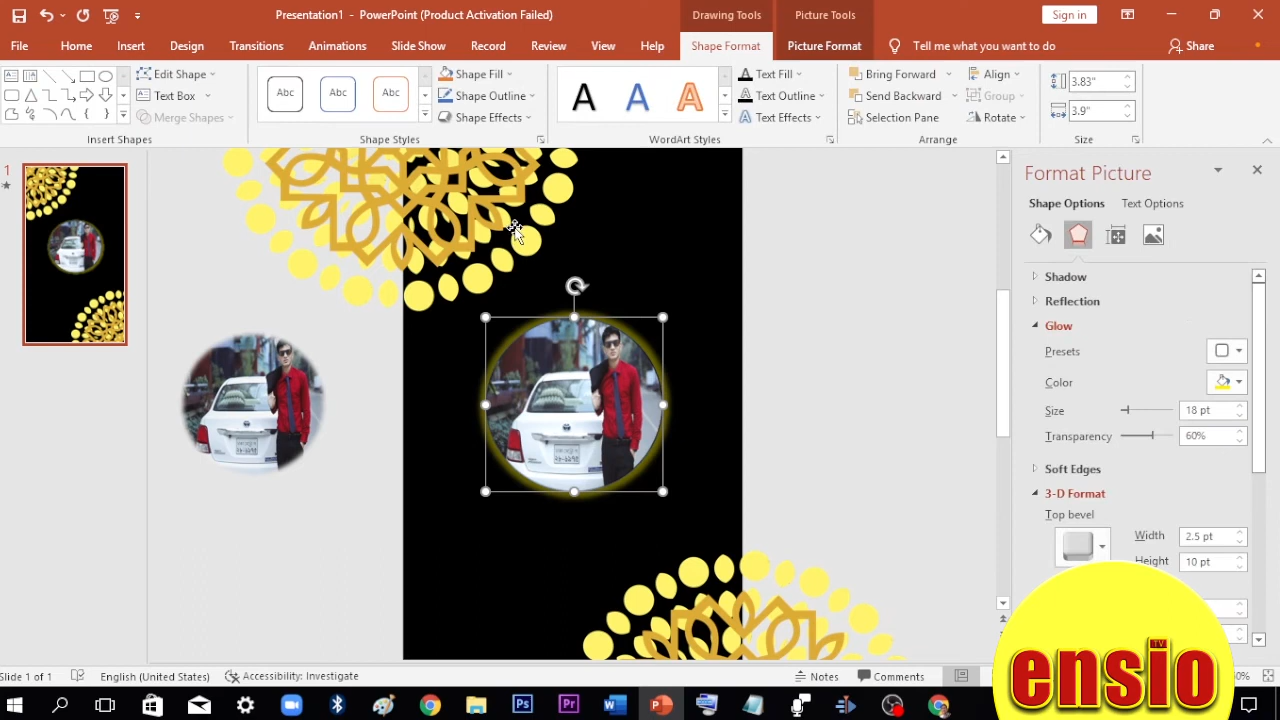 Presentation1 - PowerPoint (Product Activation Failed)
Drawing Tools
Picture Tools
Sign in
File
Home
Insert
Design
Transitions
Animations
Slide Show
Record
Review
View
Help
Shape Format
Picture Format
Tell me what you want to do
Share
Edit Shape
Text Box
Merge Shapes
Insert Shapes
Abc
Abc
Abc
Shape Fill
Shape Outline
Shape Effects
Shape Styles
A
A
A
Text Fill
Text Outline
Text Effects
WordArt Styles
Bring Forward
Send Backward
Selection Pane
Align
Group
Rotate
Arrange
3.83"
3.9"
Size
1
Format Picture
Shape Options
Text Options
Shadow
Reflection
Glow
Presets
Color
Size
18 pt
Transparency
60%
Soft Edges
3-D Format
Top bevel
Width
2.5 pt
Height
10 pt
TV
ensio
Slide 1 of 1
English (United States)
Accessibility: Investigate
Notes
Comments
Ps
Pr
W
P